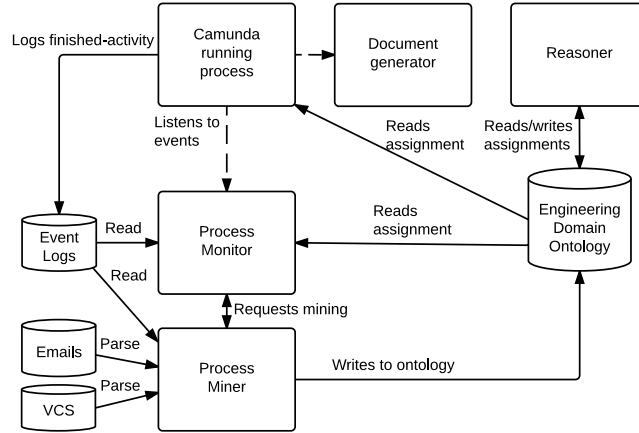 Logs finished-activity
Camunda
running
process
Document
generator
Reasoner
Listens to
events
Reads
assignment
Reads/writes
assignments
Event
Logs
Read
Process
Monitor
Reads
assignment
Engineering
Domain
Ontology
Read
Requests mining
Emails
Parse
Process
Miner
Writes to ontology
Parse
VCS